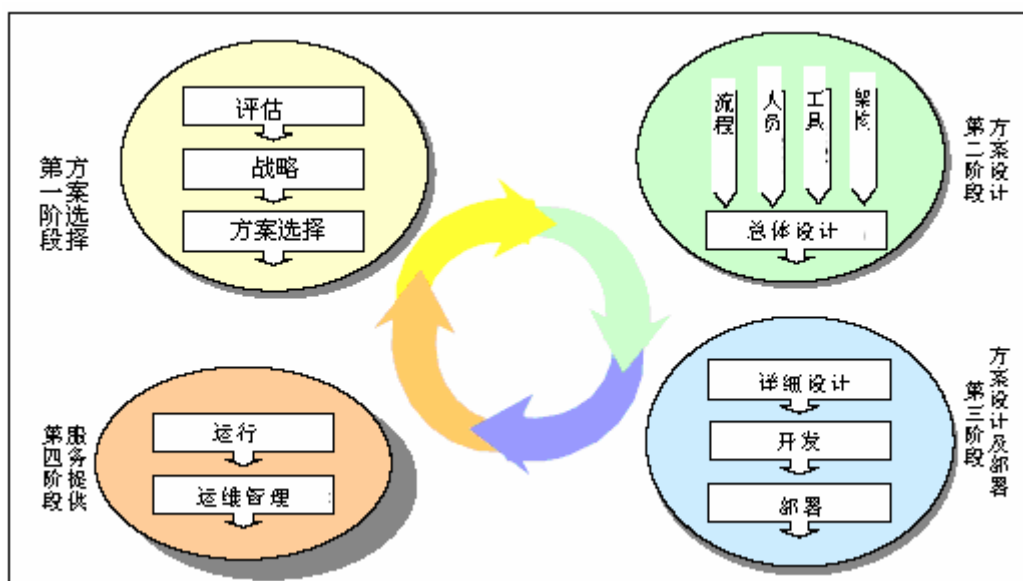 第一阶段
方案选择
评估
战略
方案选择
第二阶段
方案设计
流程
人员
工具
架构
总体设计
第三阶段
方案设计及部署
详细设计
开发
部署
第四阶段
服务提供
运行
运维管理